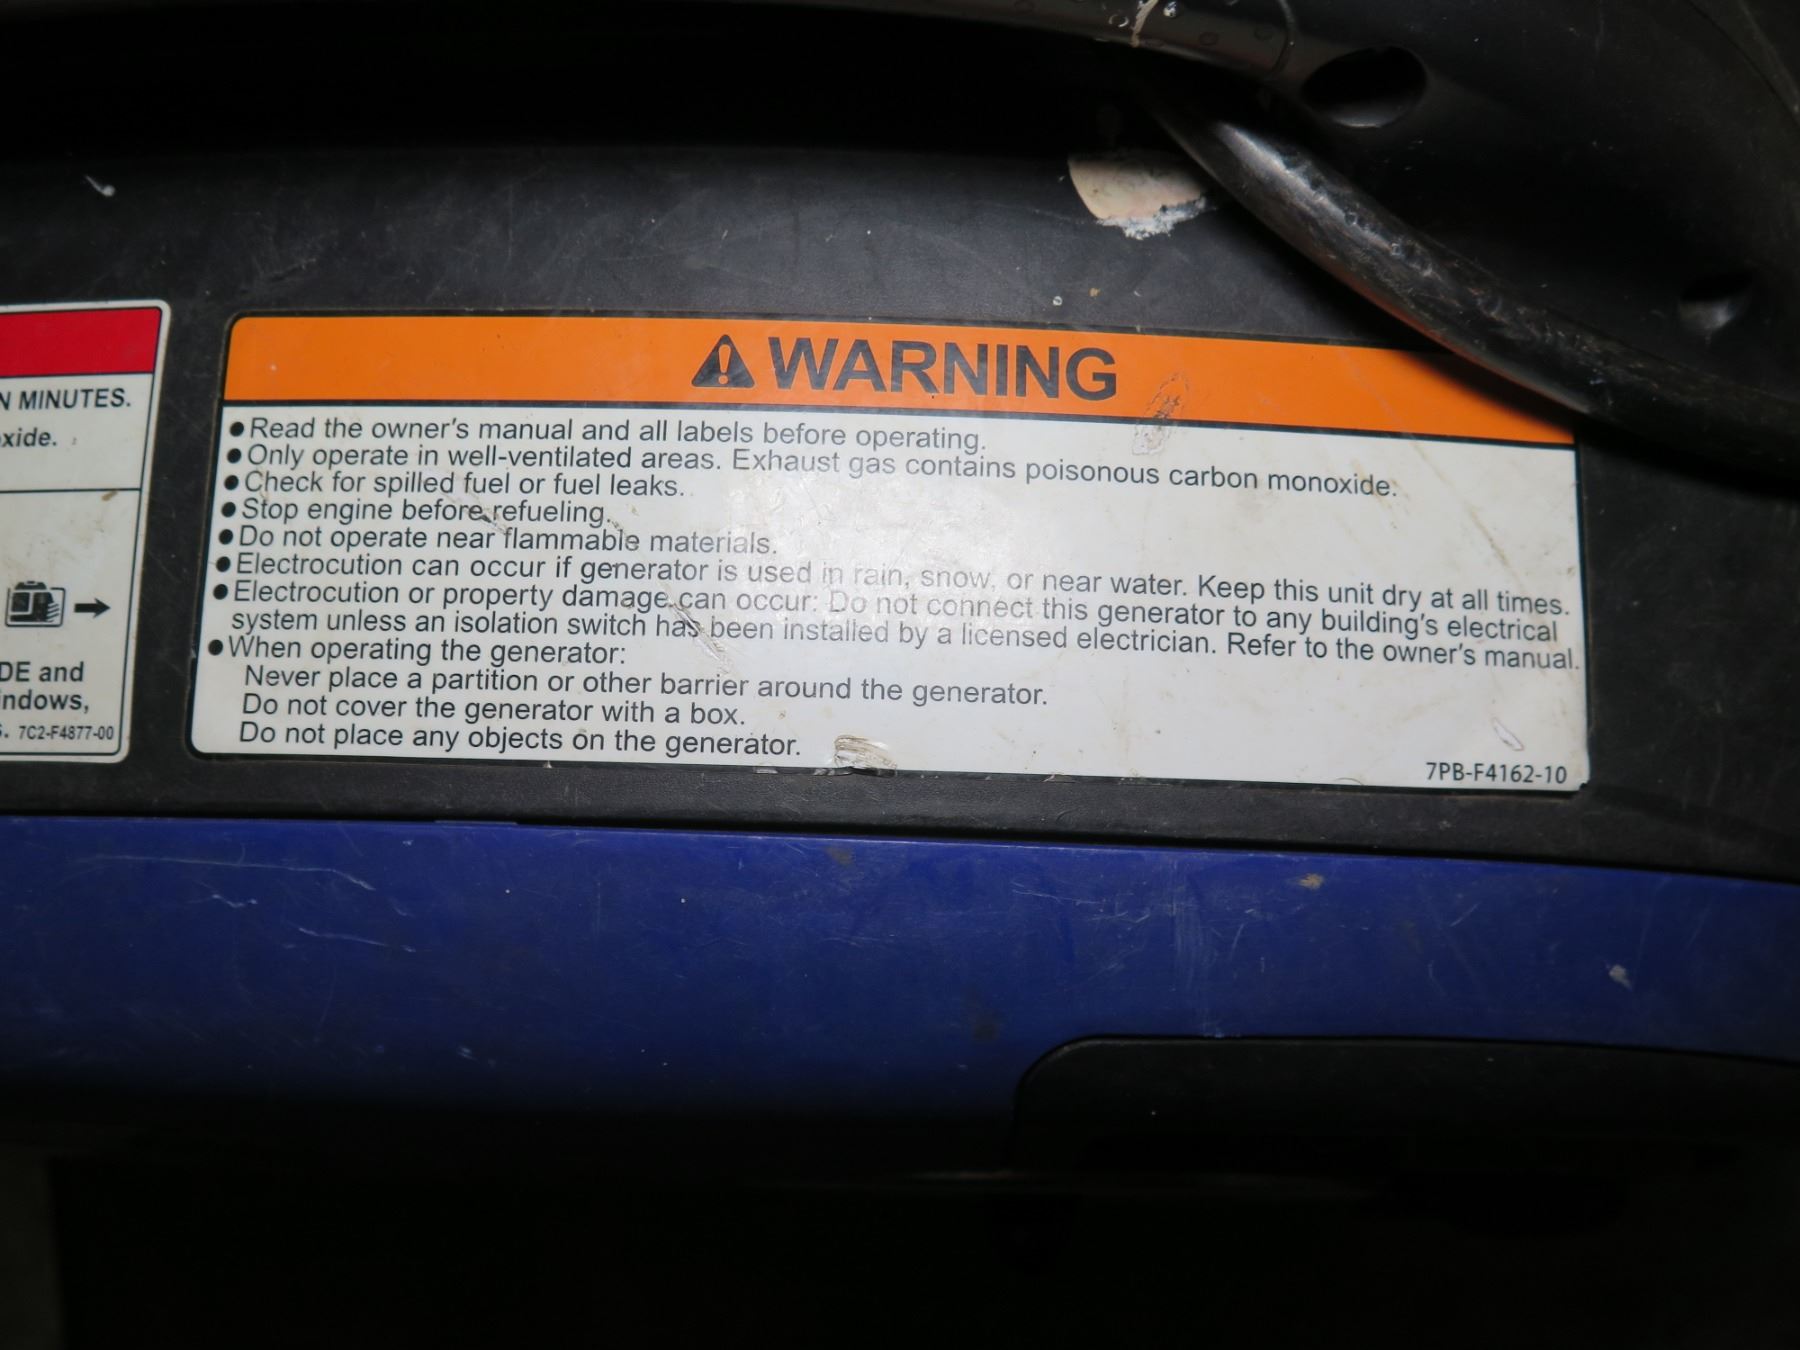 N MINUTES.
xide.
DE and
indows,
. 7C2-F4877-00
WARNING
●Read the owner's manual and all labels before operating.
●Only operate in well-ventilated areas. Exhaust gas contains poisonous carbon monoxide.
●Check for spilled fuel or fuel leaks.
●Stop engine before refueling.
●Do not operate near flammable materials.
●Electrocution can occur if generator is used in rain, snow, or near water. Keep this unit dry at all times.
●Electrocution or property damage can occur: Do not connect this generator to any building's electrical
system unless an isolation switch has been installed by a licensed electrician. Refer to the owner's manual.
●When operating the generator:
Never place a partition or other barrier around the generator.
Do not cover the generator with a box.
Do not place any objects on the generator.
7PB-F4162-10